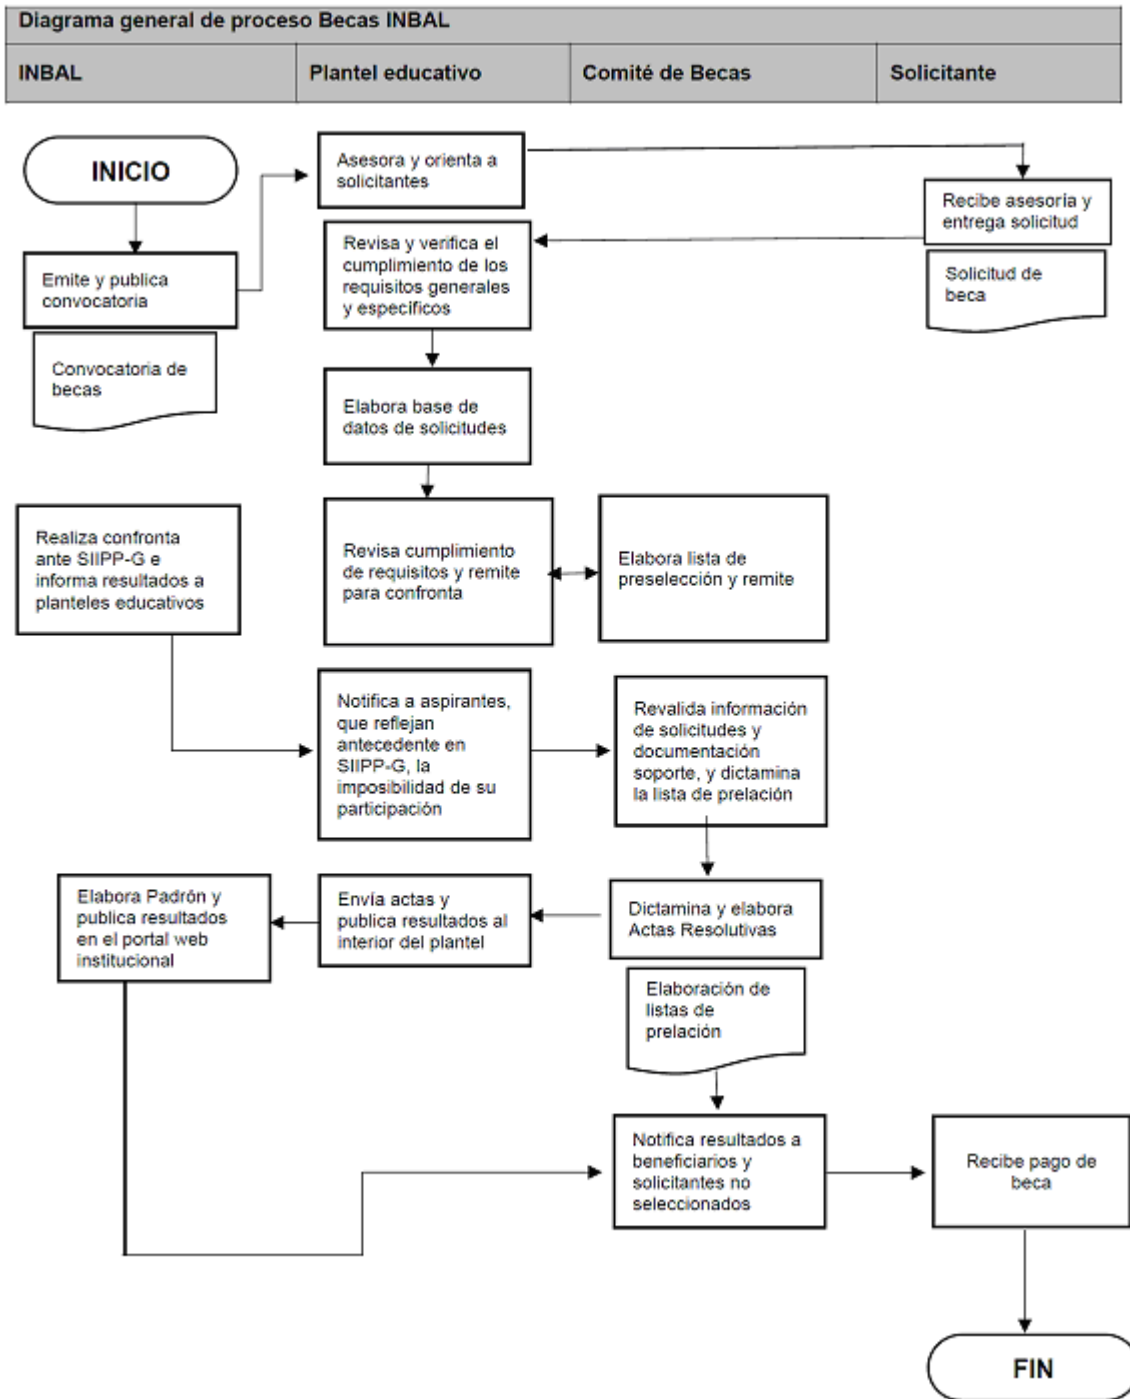 Diagrama general de proceso Becas INBAL
INBAL
Plantel educativo
Comité de Becas
Solicitante
INICIO
Asesora y orienta a
solicitantes
Recibe asesoría y
entrega solicitud
Solicitud de
beca
Emite y publica
convocatoria
Convocatoria de
becas
Revisa y verifica el
cumplimiento de los
requisitos generales
y específicos
Elabora base de
datos de solicitudes
Realiza confronta
ante SIIPP-G e
informa resultados a
planteles educativos
Revisa cumplimiento
de requisitos y remite
para confronta
Elabora lista de
preselección y remite
Notifica a aspirantes,
que reflejan
antecedente en
SIIPP-G, la
imposibilidad de su
participación
Revalida información
de solicitudes y
documentación
soporte, y dictamina
la lista de prelación
Elabora Padrón y
publica resultados
en el portal web
institucional
Envía actas y
publica resultados al
interior del plantel
Dictamina y elabora
Actas Resolutivas
Elaboración de
listas de
prelación
Notifica resultados a
beneficiarios y
solicitantes no
seleccionados
Recibe pago de
beca
FIN